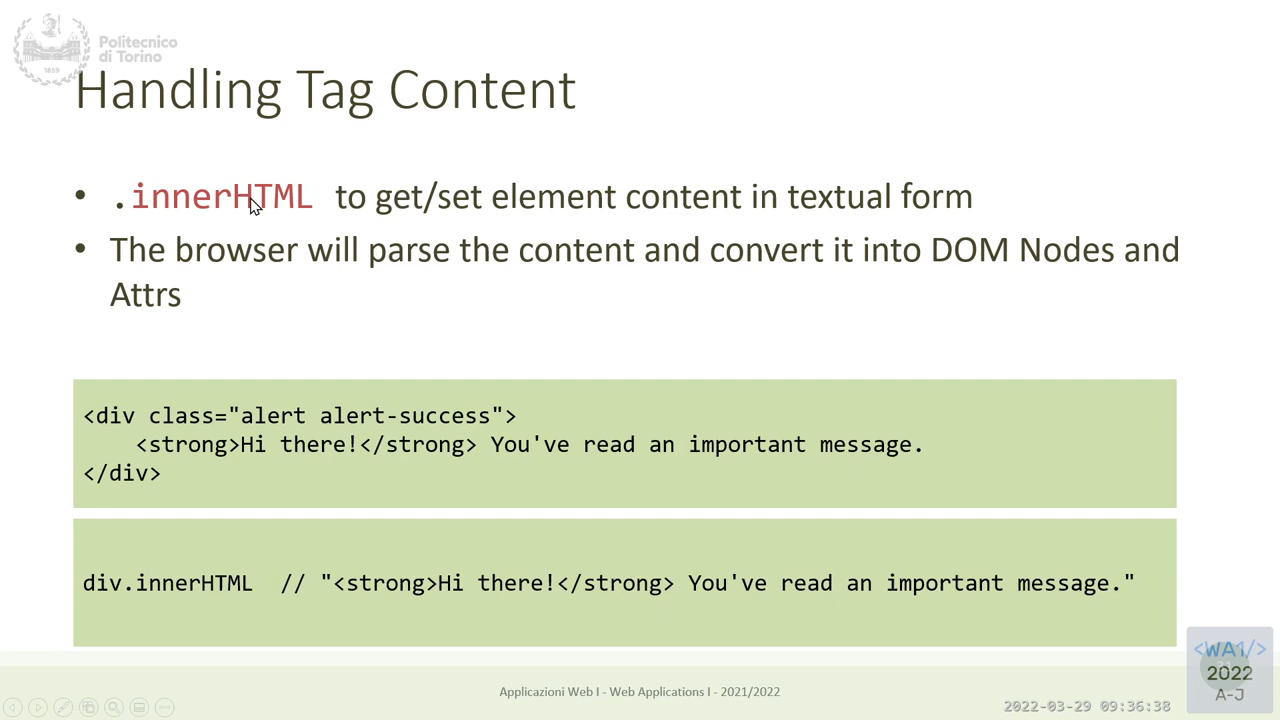 Politecnico
di Torino
1859
Handling Tag Content
• .innerHTML to get/set element content in textual form
• The browser will parse the content and convert it into DOM Nodes and
Attrs
<div class="alert alert-success">
<strong>Hi there!</strong> You've read an important message.
</div>
div.innerHTML // "<strong>Hi there!</strong> You've read an important message."
Applicazioni Web I - Web Applications I - 2021/2022
2022-03-29 09:36:38
<WA1/>
2022
A-J